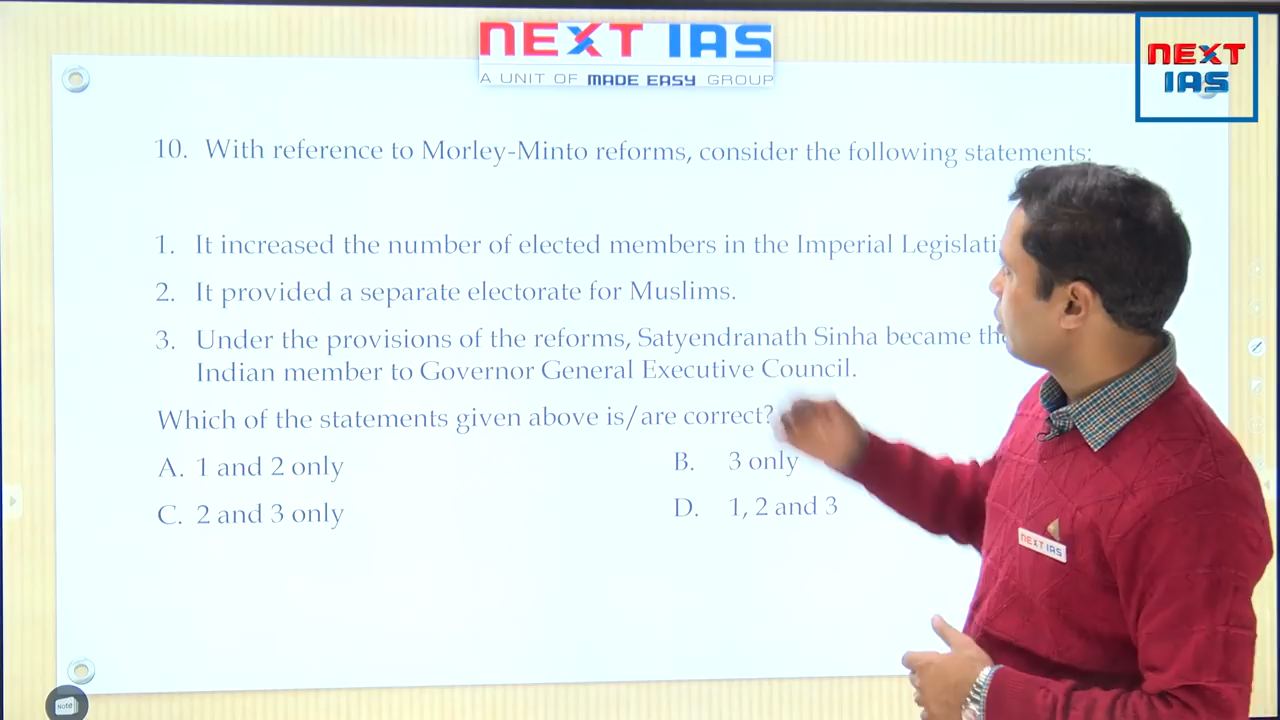 NEXT IAS
A UNIT OF MADE EASY GROUP
NEXT
IAS
10. With reference to Morley-Minto reforms, consider the following statements:
1. It increased the number of elected members in the Imperial
2. It provided a separate electorate for Muslims.
3. Under the provisions of the reforms, Satyendranath Sinha became
Indian member to Governor General Executive Council.
Which of the statements given above is/are correct?
A. 1 and 2 only
B. 3 only
C. 2 and 3 only
D. 1, 2 and 3
NEXT IAS
Note